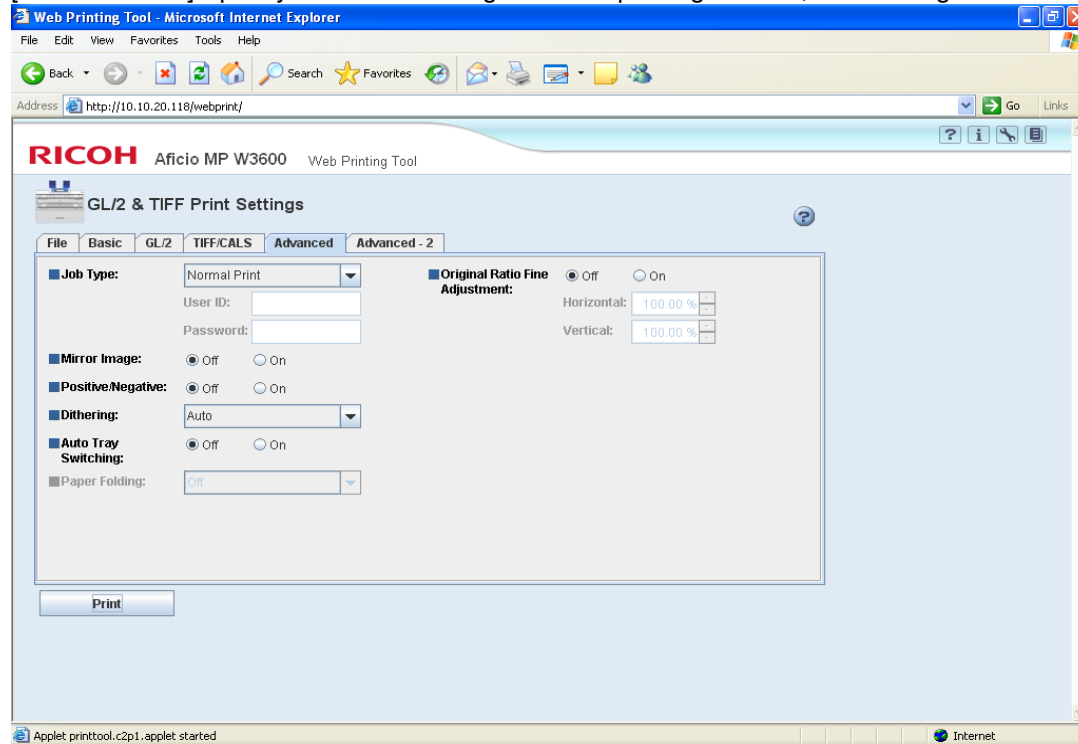 Web Printing Tool - Microsoft Internet Explorer
File Edit View Favorites Tools Help
Back Search Favorites
Address http://10.10.20.118/webprint/ Go Links
? i
RICOH Aficio MP W3600 Web Printing Tool
GL/2 & TIFF Print Settings
?
File Basic GL/2 TIFF/CALS Advanced Advanced - 2
Job Type: Normal Print
User ID:
Password:
Mirror Image: Off On
Positive/Negative: Off On
Dithering: Auto
Auto Tray Switching: Off On
Paper Folding: Off
Original Ratio Fine Adjustment: Off On
Horizontal: 100.00 %
Vertical: 100.00 %
Print
Applet printtool.c2p1.applet started Internet